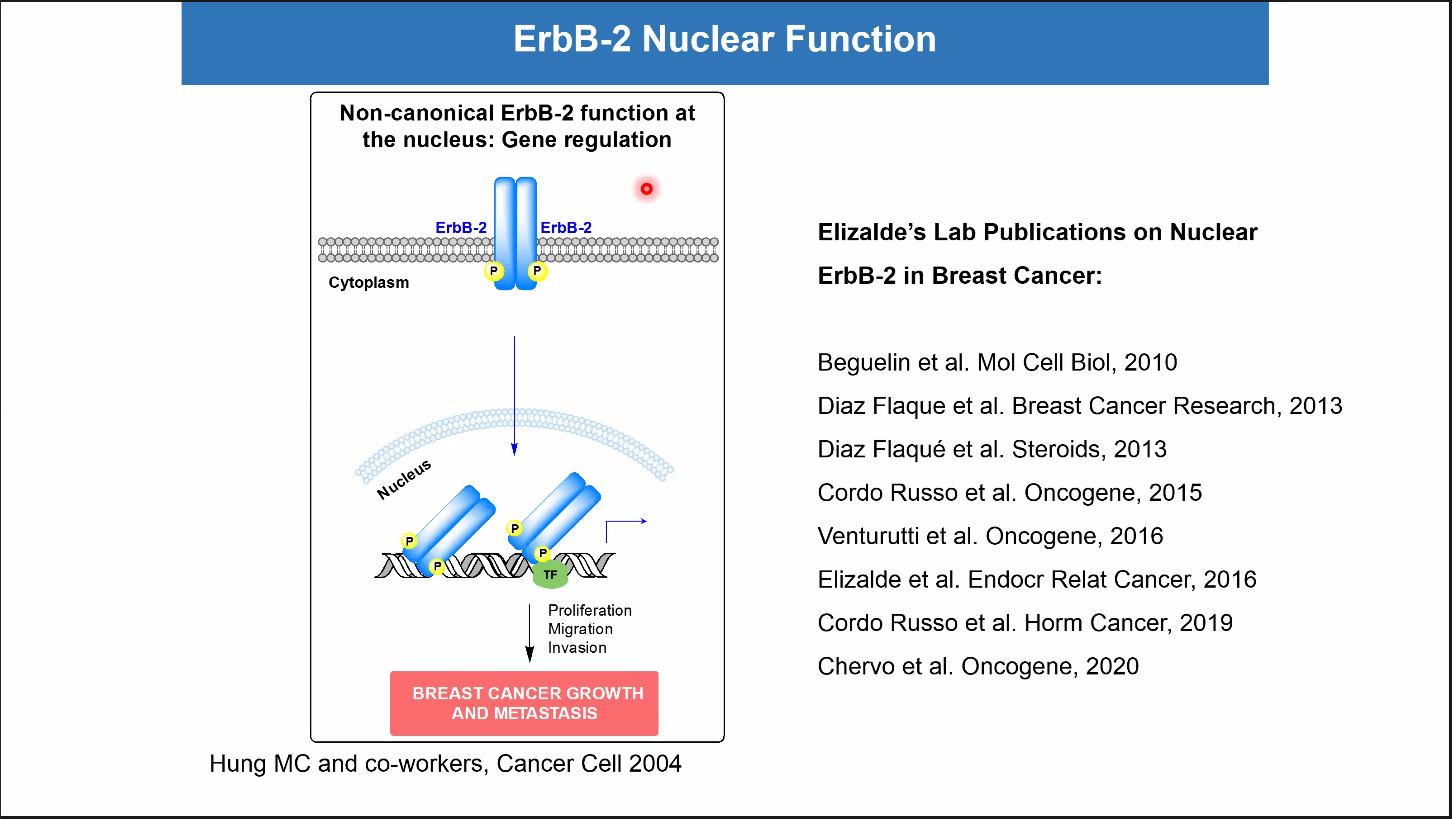 ErbB-2 Nuclear Function
Non-canonical ErbB-2 function at
the nucleus: Gene regulation
ErbB-2
ErbB-2
P
P
Cytoplasm
Nucleus
P
P
P
P
TF
Proliferation
Migration
Invasion
BREAST CANCER GROWTH
AND METASTASIS
Hung MC and co-workers, Cancer Cell 2004
Elizalde’s Lab Publications on Nuclear
ErbB-2 in Breast Cancer:
Beguelin et al. Mol Cell Biol, 2010
Diaz Flaque et al. Breast Cancer Research, 2013
Diaz Flaqué et al. Steroids, 2013
Cordo Russo et al. Oncogene, 2015
Venturutti et al. Oncogene, 2016
Elizalde et al. Endocr Relat Cancer, 2016
Cordo Russo et al. Horm Cancer, 2019
Chervo et al. Oncogene, 2020